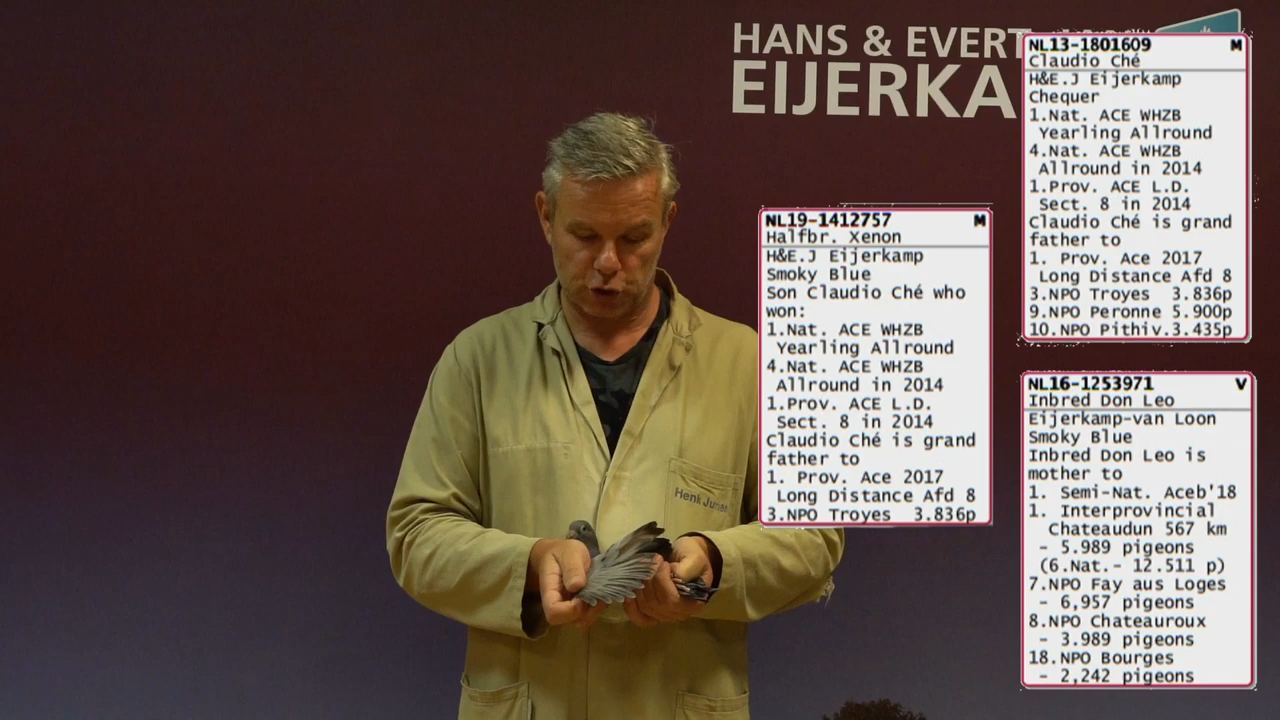 HANS & EVERT
EIJERKA
Henk Jur
NL19-1412757 M
Halfbr. Xenon
H&E.J Eijerkamp
Smoky Blue
Son Claudio Ché who
won:
1.Nat. ACE WHZB
Yearling Allround
4.Nat. ACE WHZB
Allround in 2014
1.Prov. ACE L.D.
Sect. 8 in 2014
Claudio Ché is grand
father to
1. Prov. Ace 2017
Long Distance Afd 8
3.NPO Troyes 3.836p
NL13-1801609 M
Claudio Ché
H&E.J Eijerkamp
Chequer
1.Nat. ACE WHZB
Yearling Allround
4.Nat. ACE WHZB
Allround in 2014
1.Prov. ACE L.D.
Sect. 8 in 2014
Claudio Ché is grand
father to
1. Prov. Ace 2017
Long Distance Afd 8
3.NPO Troyes 3.836p
9.NPO Peronne 5.900p
10.NPO Pithiv.3.435p
NL16-1253971 V
Inbred Don Leo
Eijerkamp-van Loon
Smoky Blue
Inbred Don Leo is
mother to
1. Semi-Nat. Aceb'18
1. Interprovincial
Chateaudun 567 km
- 5.989 pigeons
(6.Nat.- 12.511 p)
7.NPO Fay aus Loges
- 6,957 pigeons
8.NPO Chateauroux
- 3.989 pigeons
18.NPO Bourges
- 2,242 pigeons